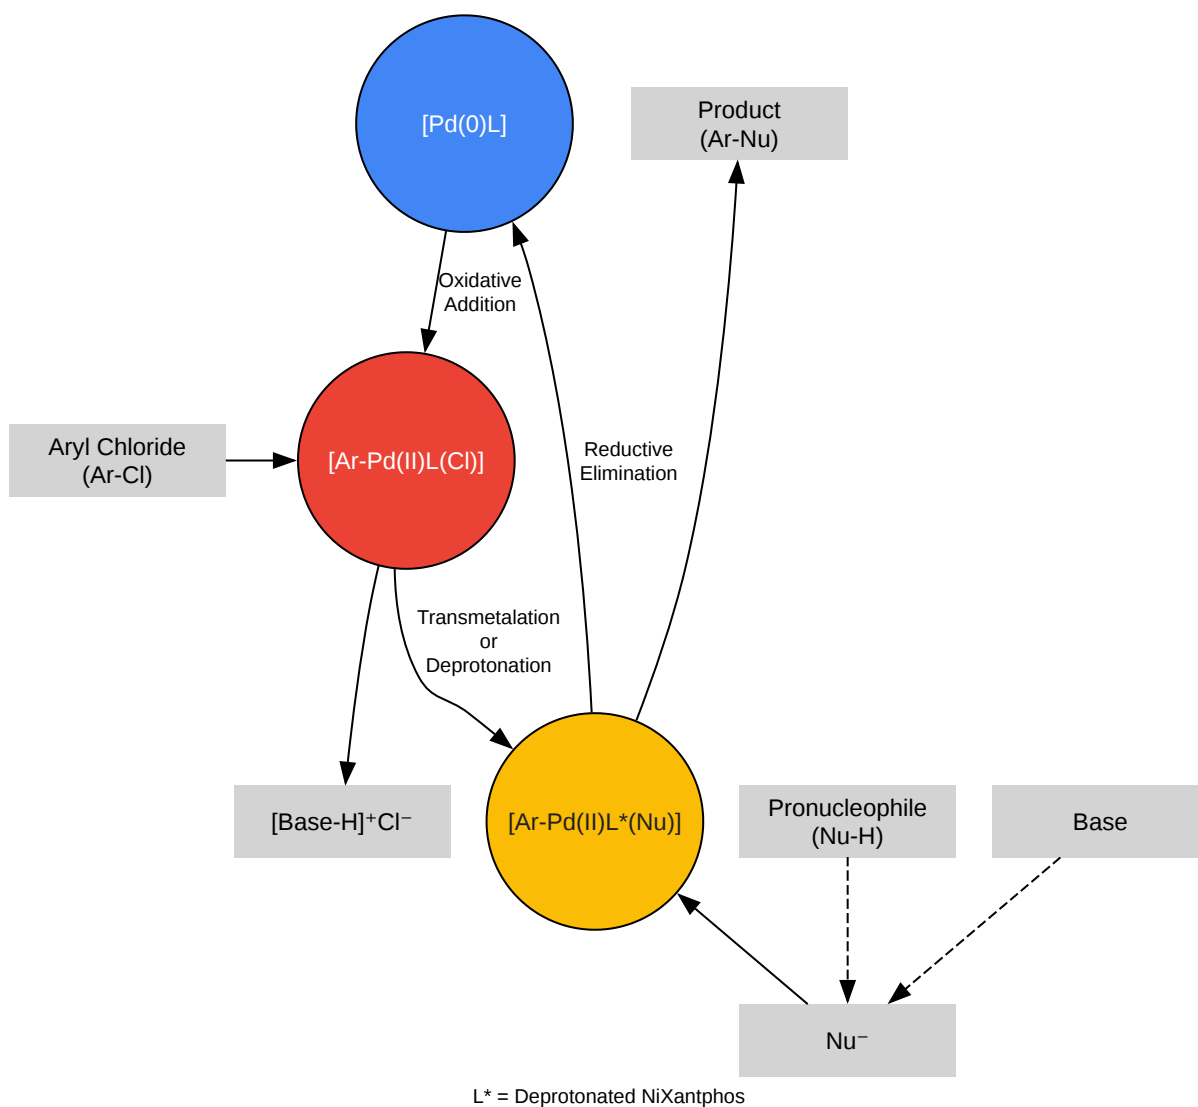 [Pd(0)L]
Product
(Ar-Nu)
Oxidative
Addition
Aryl Chloride
(Ar-Cl)
[Ar-Pd(II)L(Cl)]
Reductive
Elimination
Transmetalation
or
Deprotonation
[Base-H]⁺Cl⁻
[Ar-Pd(II)L*(Nu)]
Pronucleophile
(Nu-H)
Base
Nu⁻
L* = Deprotonated NiXantphos